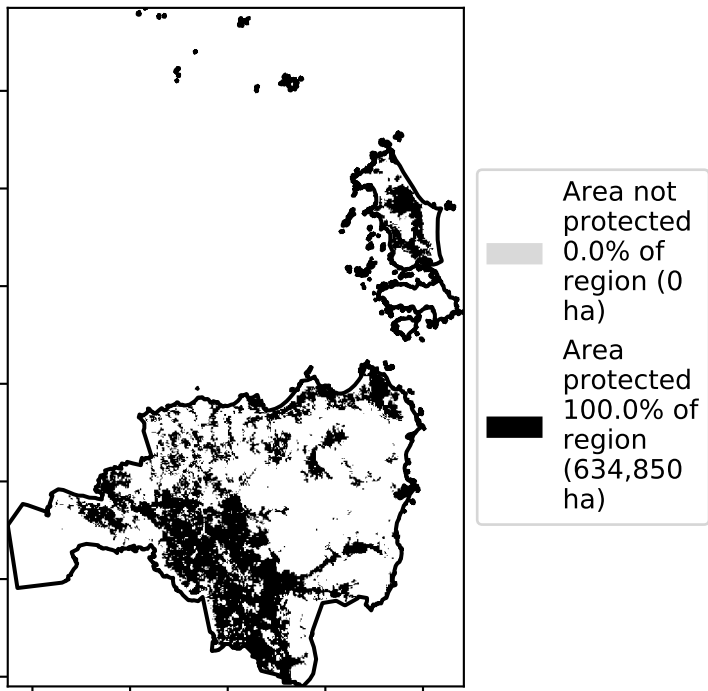 Area not
protected
0.0% of
region (0
ha)
Area
protected
100.0% of
region
(634,850
ha)